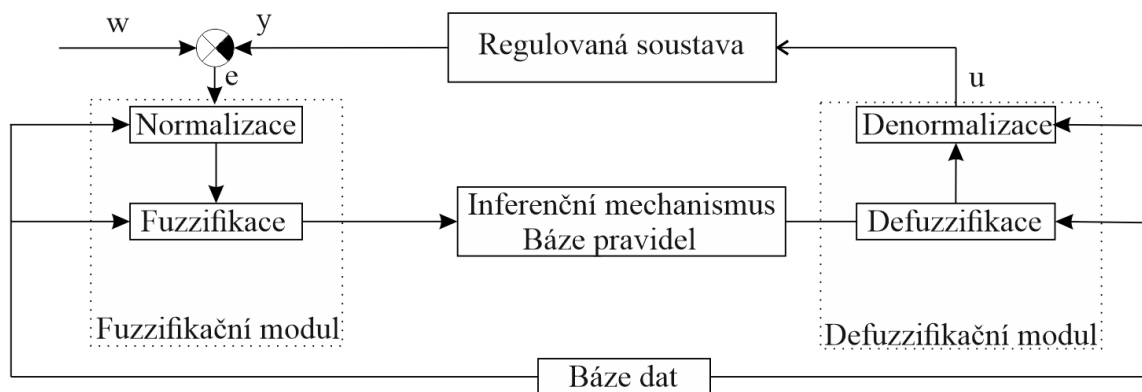 w
y
Regulovaná soustava
e
u
Normalizace
Denormalizace
Fuzzifikace
Inferenční mechanismus
Báze pravidel
Defuzzifikace
Fuzzifikační modul
Defuzzifikační modul
Báze dat